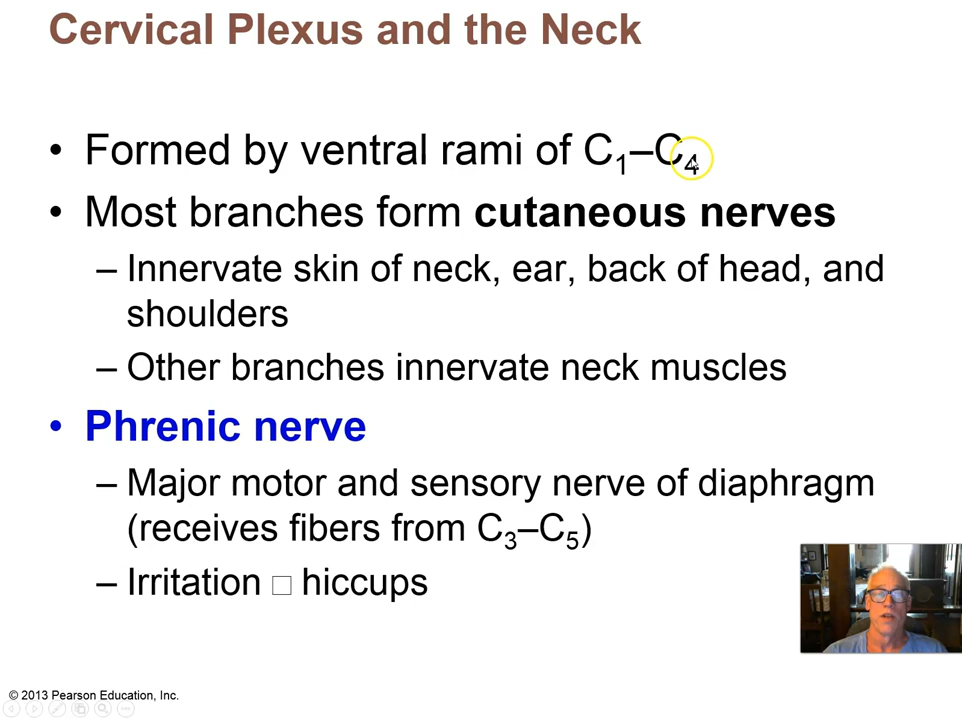 Cervical Plexus and the Neck
• Formed by ventral rami of C₁–C₄
• Most branches form cutaneous nerves
– Innervate skin of neck, ear, back of head, and
shoulders
– Other branches innervate neck muscles
• Phrenic nerve
– Major motor and sensory nerve of diaphragm
(receives fibers from C₃–C₅)
– Irritation □ hiccups
© 2013 Pearson Education, Inc.